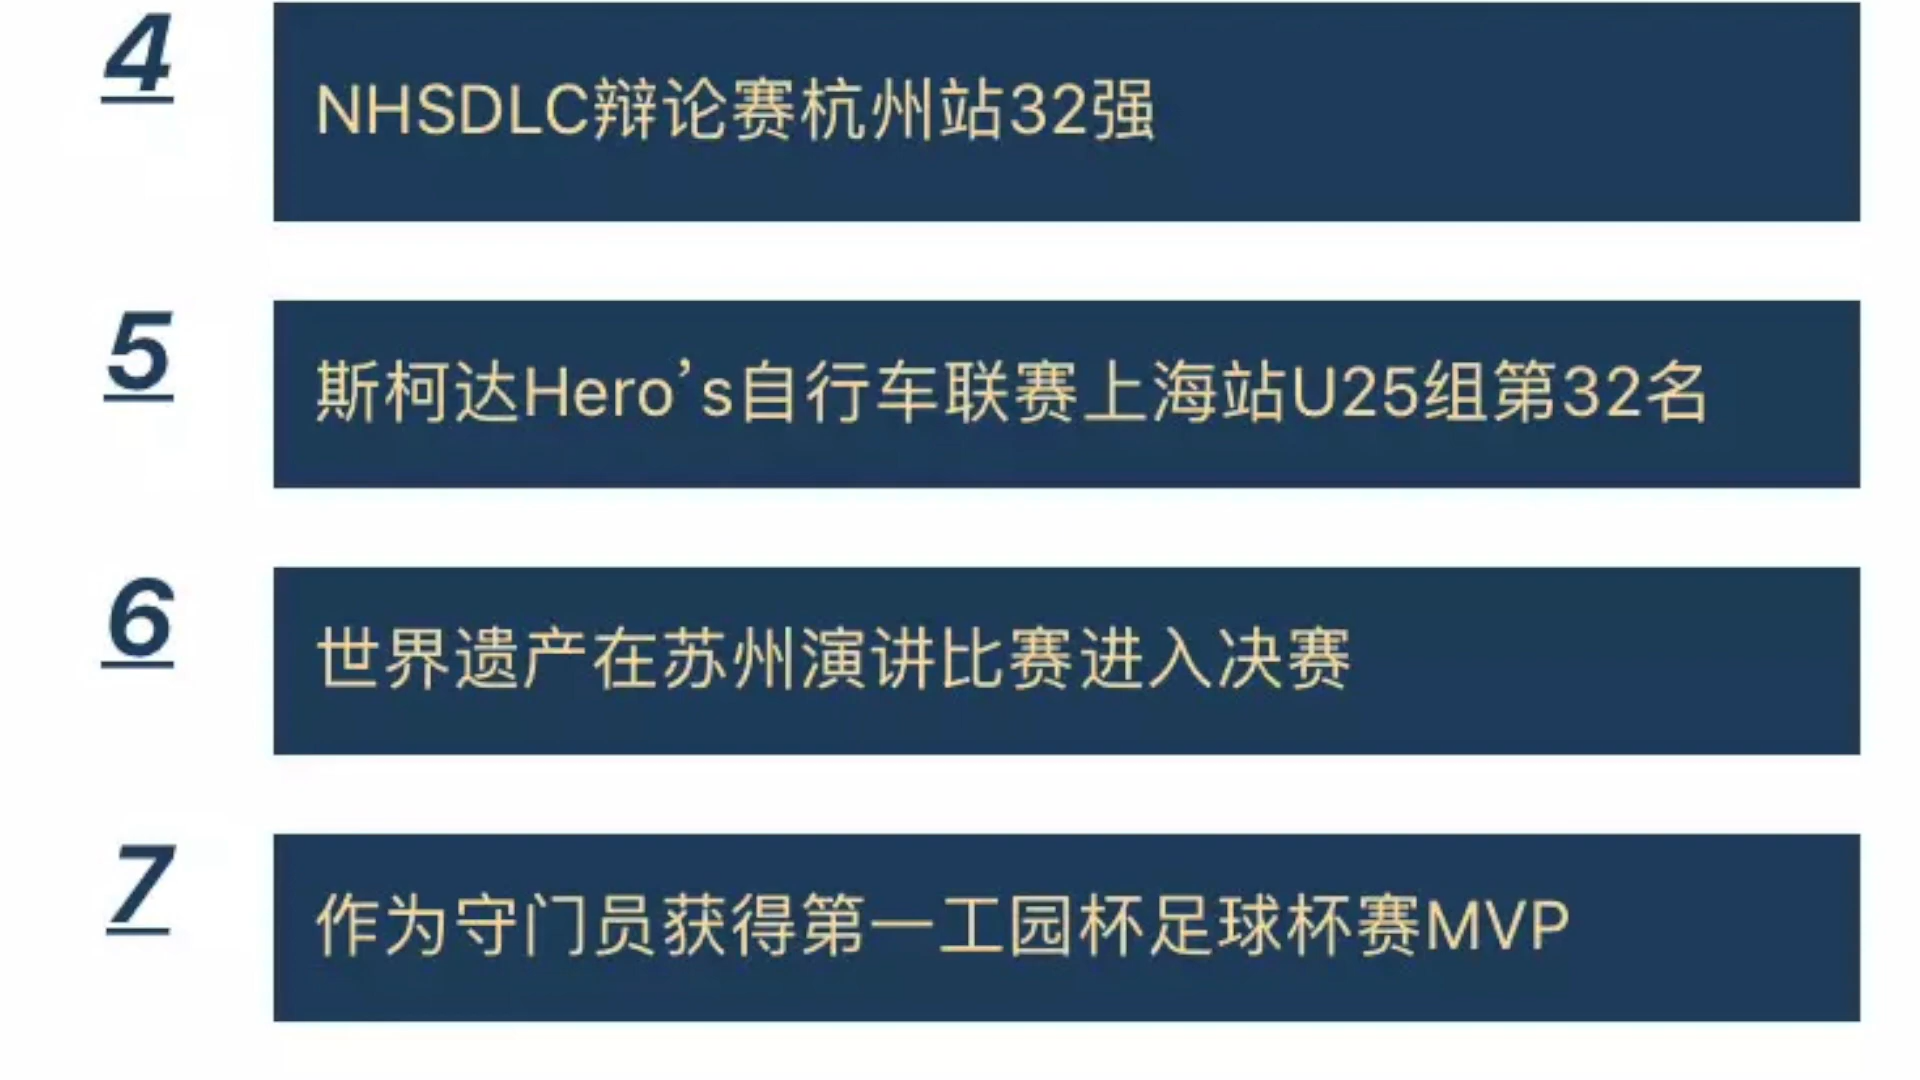 4
NHSDLC辩论赛杭州站32强
5
斯柯达Hero’s自行车联赛上海站U25组第32名
6
世界遗产在苏州演讲比赛进入决赛
7
作为守门员获得第一工园杯足球杯赛MVP